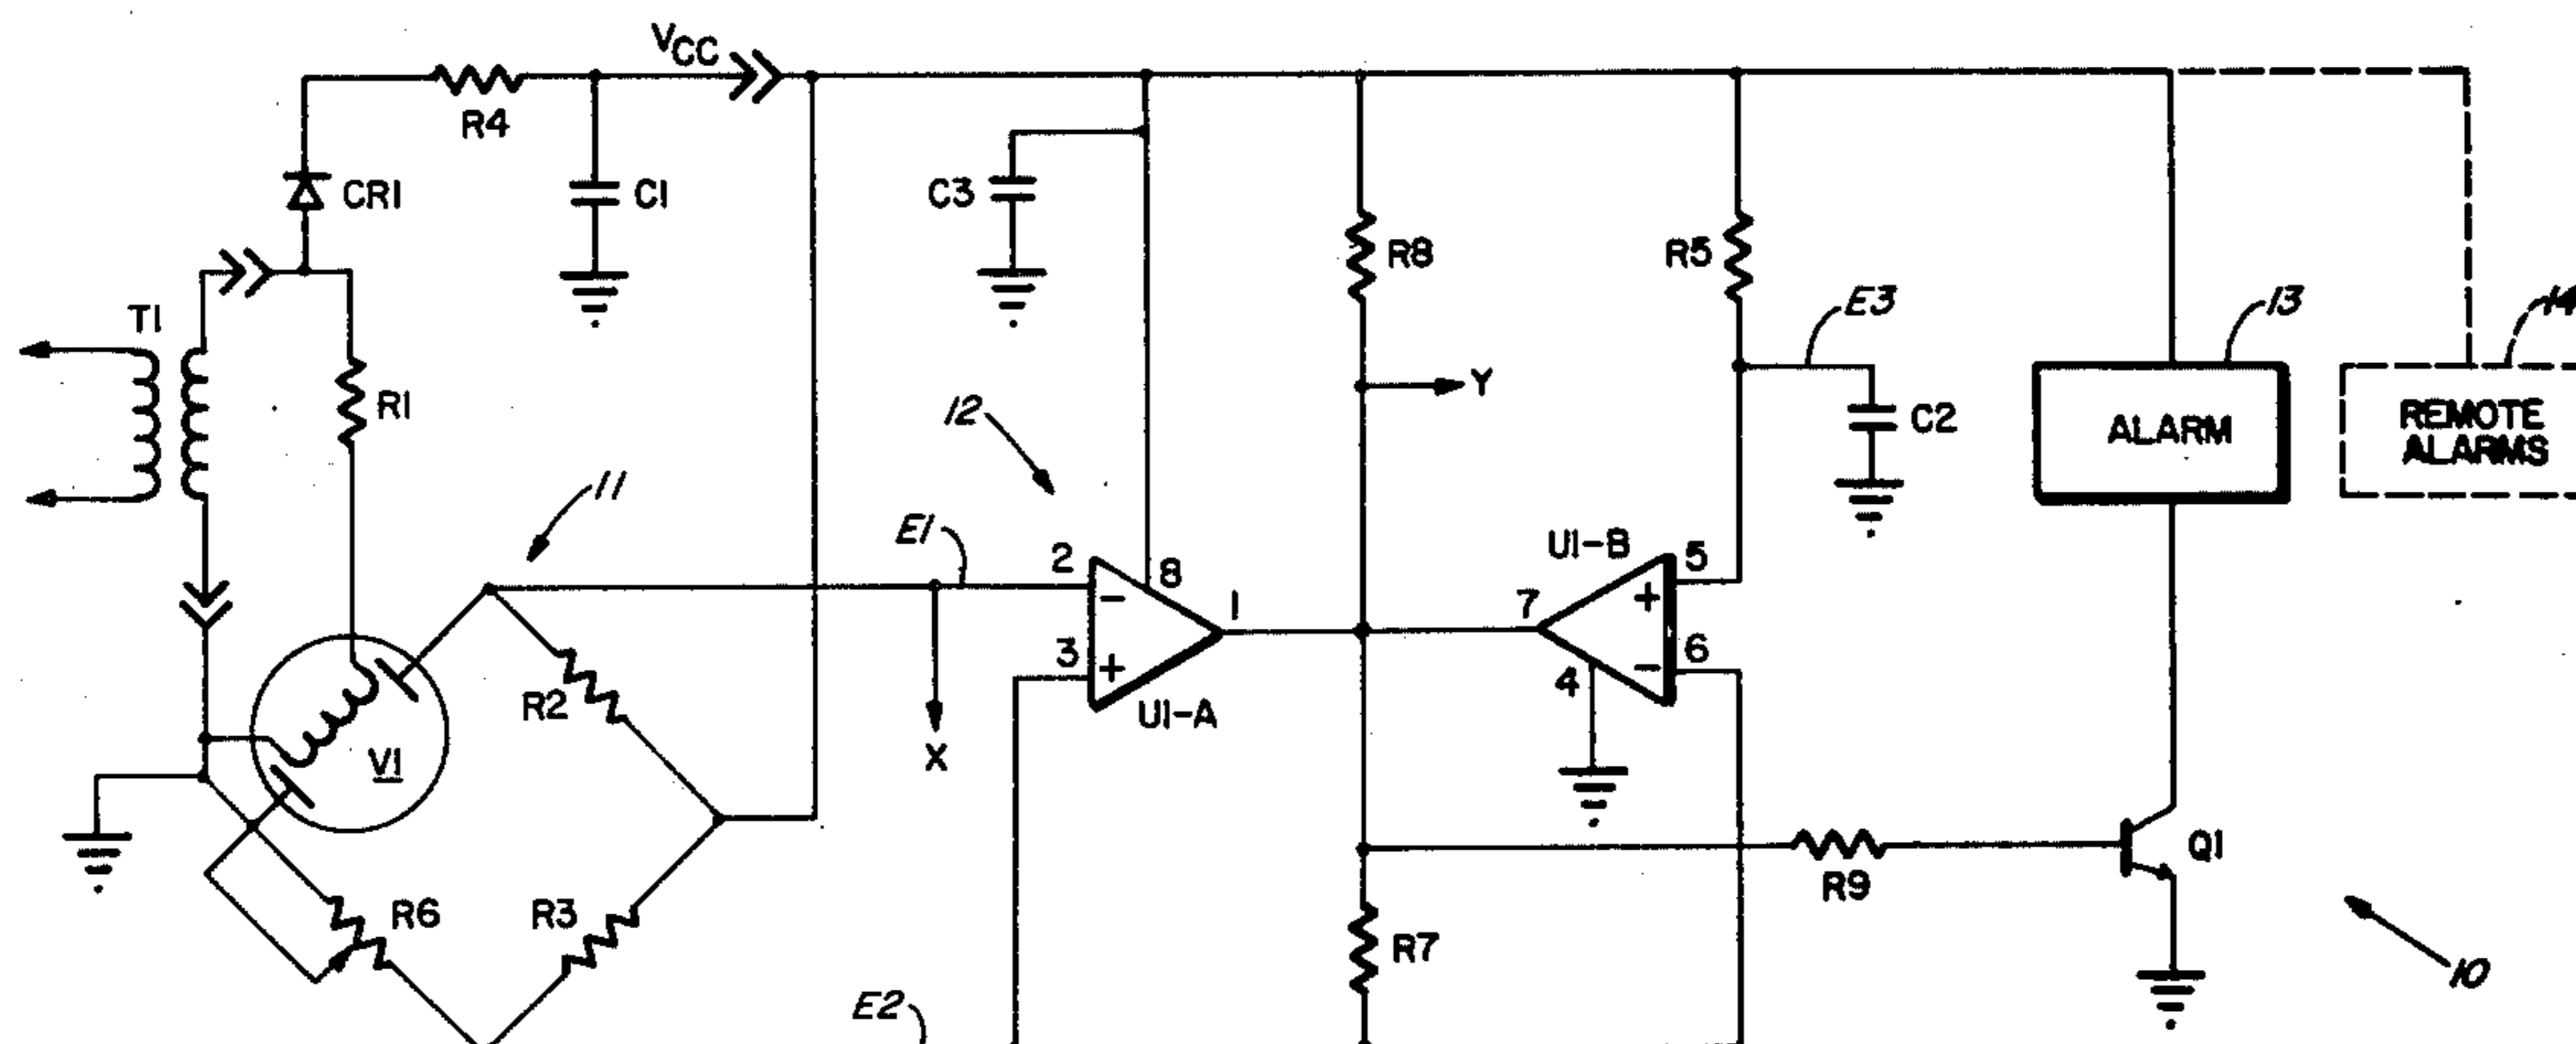 VCC
R4
CR1
C1
C3
R8
R5
E3
13
14
T1
R1
Y
12
C2
ALARM
REMOTE
ALARMS
11
E1
2
8
1
7
U1-B
5
+
-
-
3
+
4
6
U1-A
R2
X
V1
Q1
R9
R6
R3
R7
10
E2